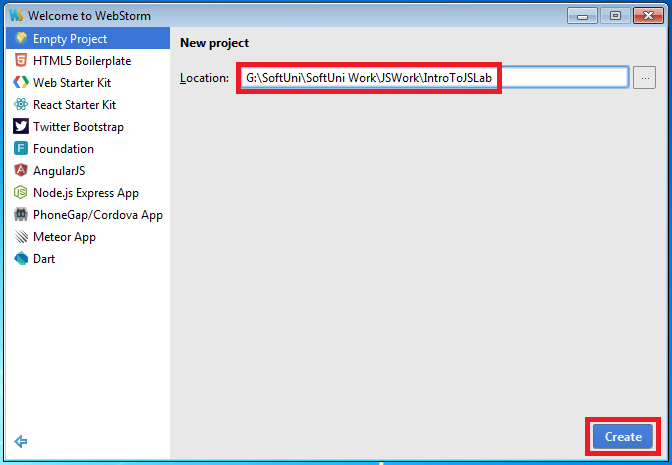 WS Welcome to WebStorm
Empty Project
HTML5 Boilerplate
Web Starter Kit
React Starter Kit
Twitter Bootstrap
Foundation
AngularJS
Node.js Express App
PhoneGap/Cordova App
Meteor App
Dart
New project
Location: G:\SoftUni\SoftUni Work\JSWork\IntroToJSLab ...
Create